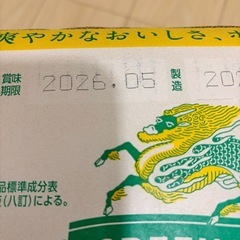 爽やかなおいしさ、
賞味期限 2026.05 製造 20
品標準成分表
(八訂)による。